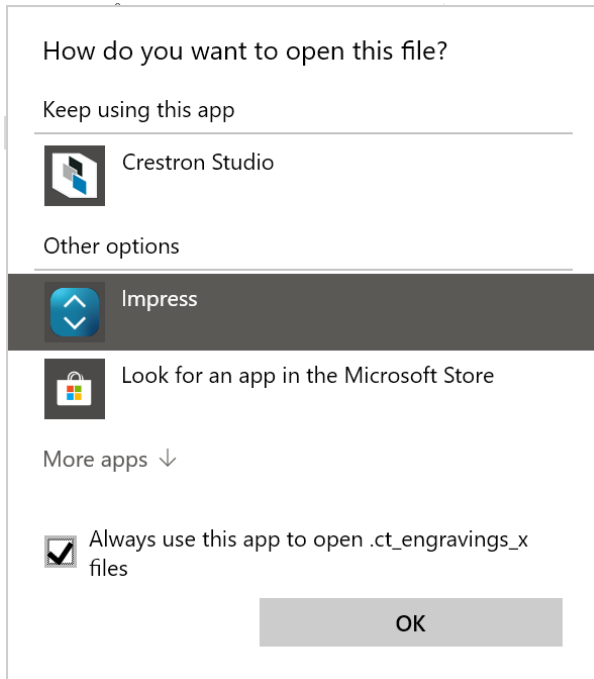 How do you want to open this file?
Keep using this app
Crestron Studio
Other options
Impress
Look for an app in the Microsoft Store
More apps ↓
Always use this app to open .ct_engravings_x
files
OK